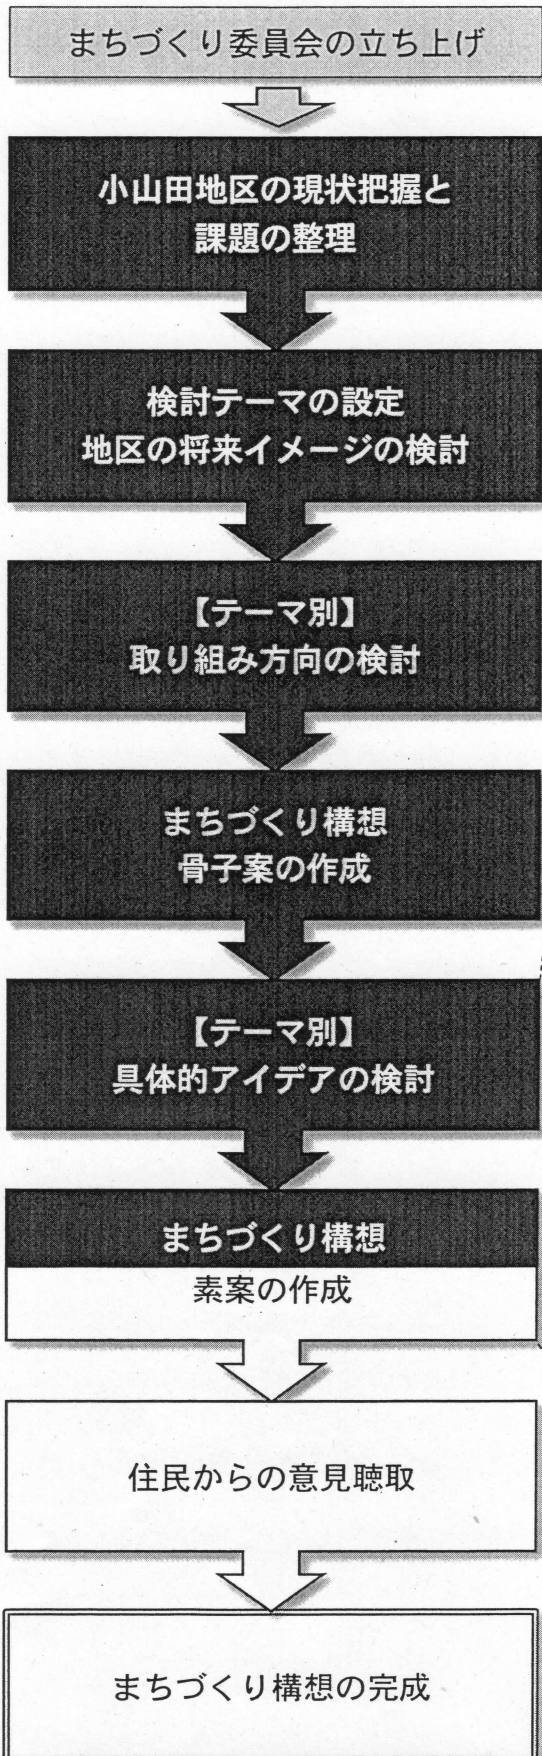 まちづくり委員会の立ち上げ
小山田地区の現状把握と
課題の整理
検討テーマの設定
地区の将来イメージの検討
【テーマ別】
取り組み方向の検討
まちづくり構想
骨子案の作成
【テーマ別】
具体的アイデアの検討
まちづくり構想
素案の作成
住民からの意見聴取
まちづくり構想の完成